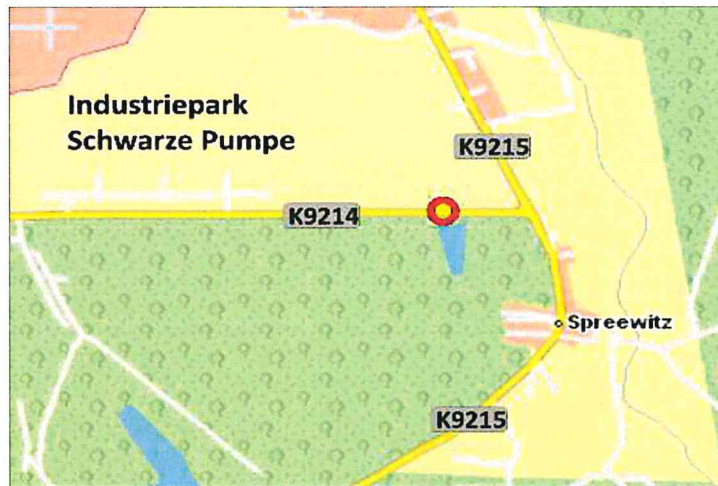 Industriepark
Schwarze Pumpe
K9215
K9214
Spreewitz
K9215